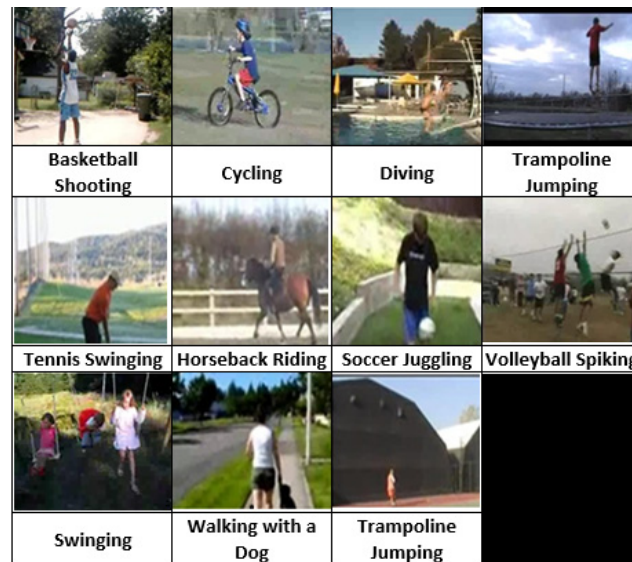 Basketball
Shooting
Cycling
Diving
Trampoline
Jumping
Tennis Swinging
Horseback Riding
Soccer Juggling
Volleyball Spiking
Swinging
Walking with a
Dog
Trampoline
Jumping